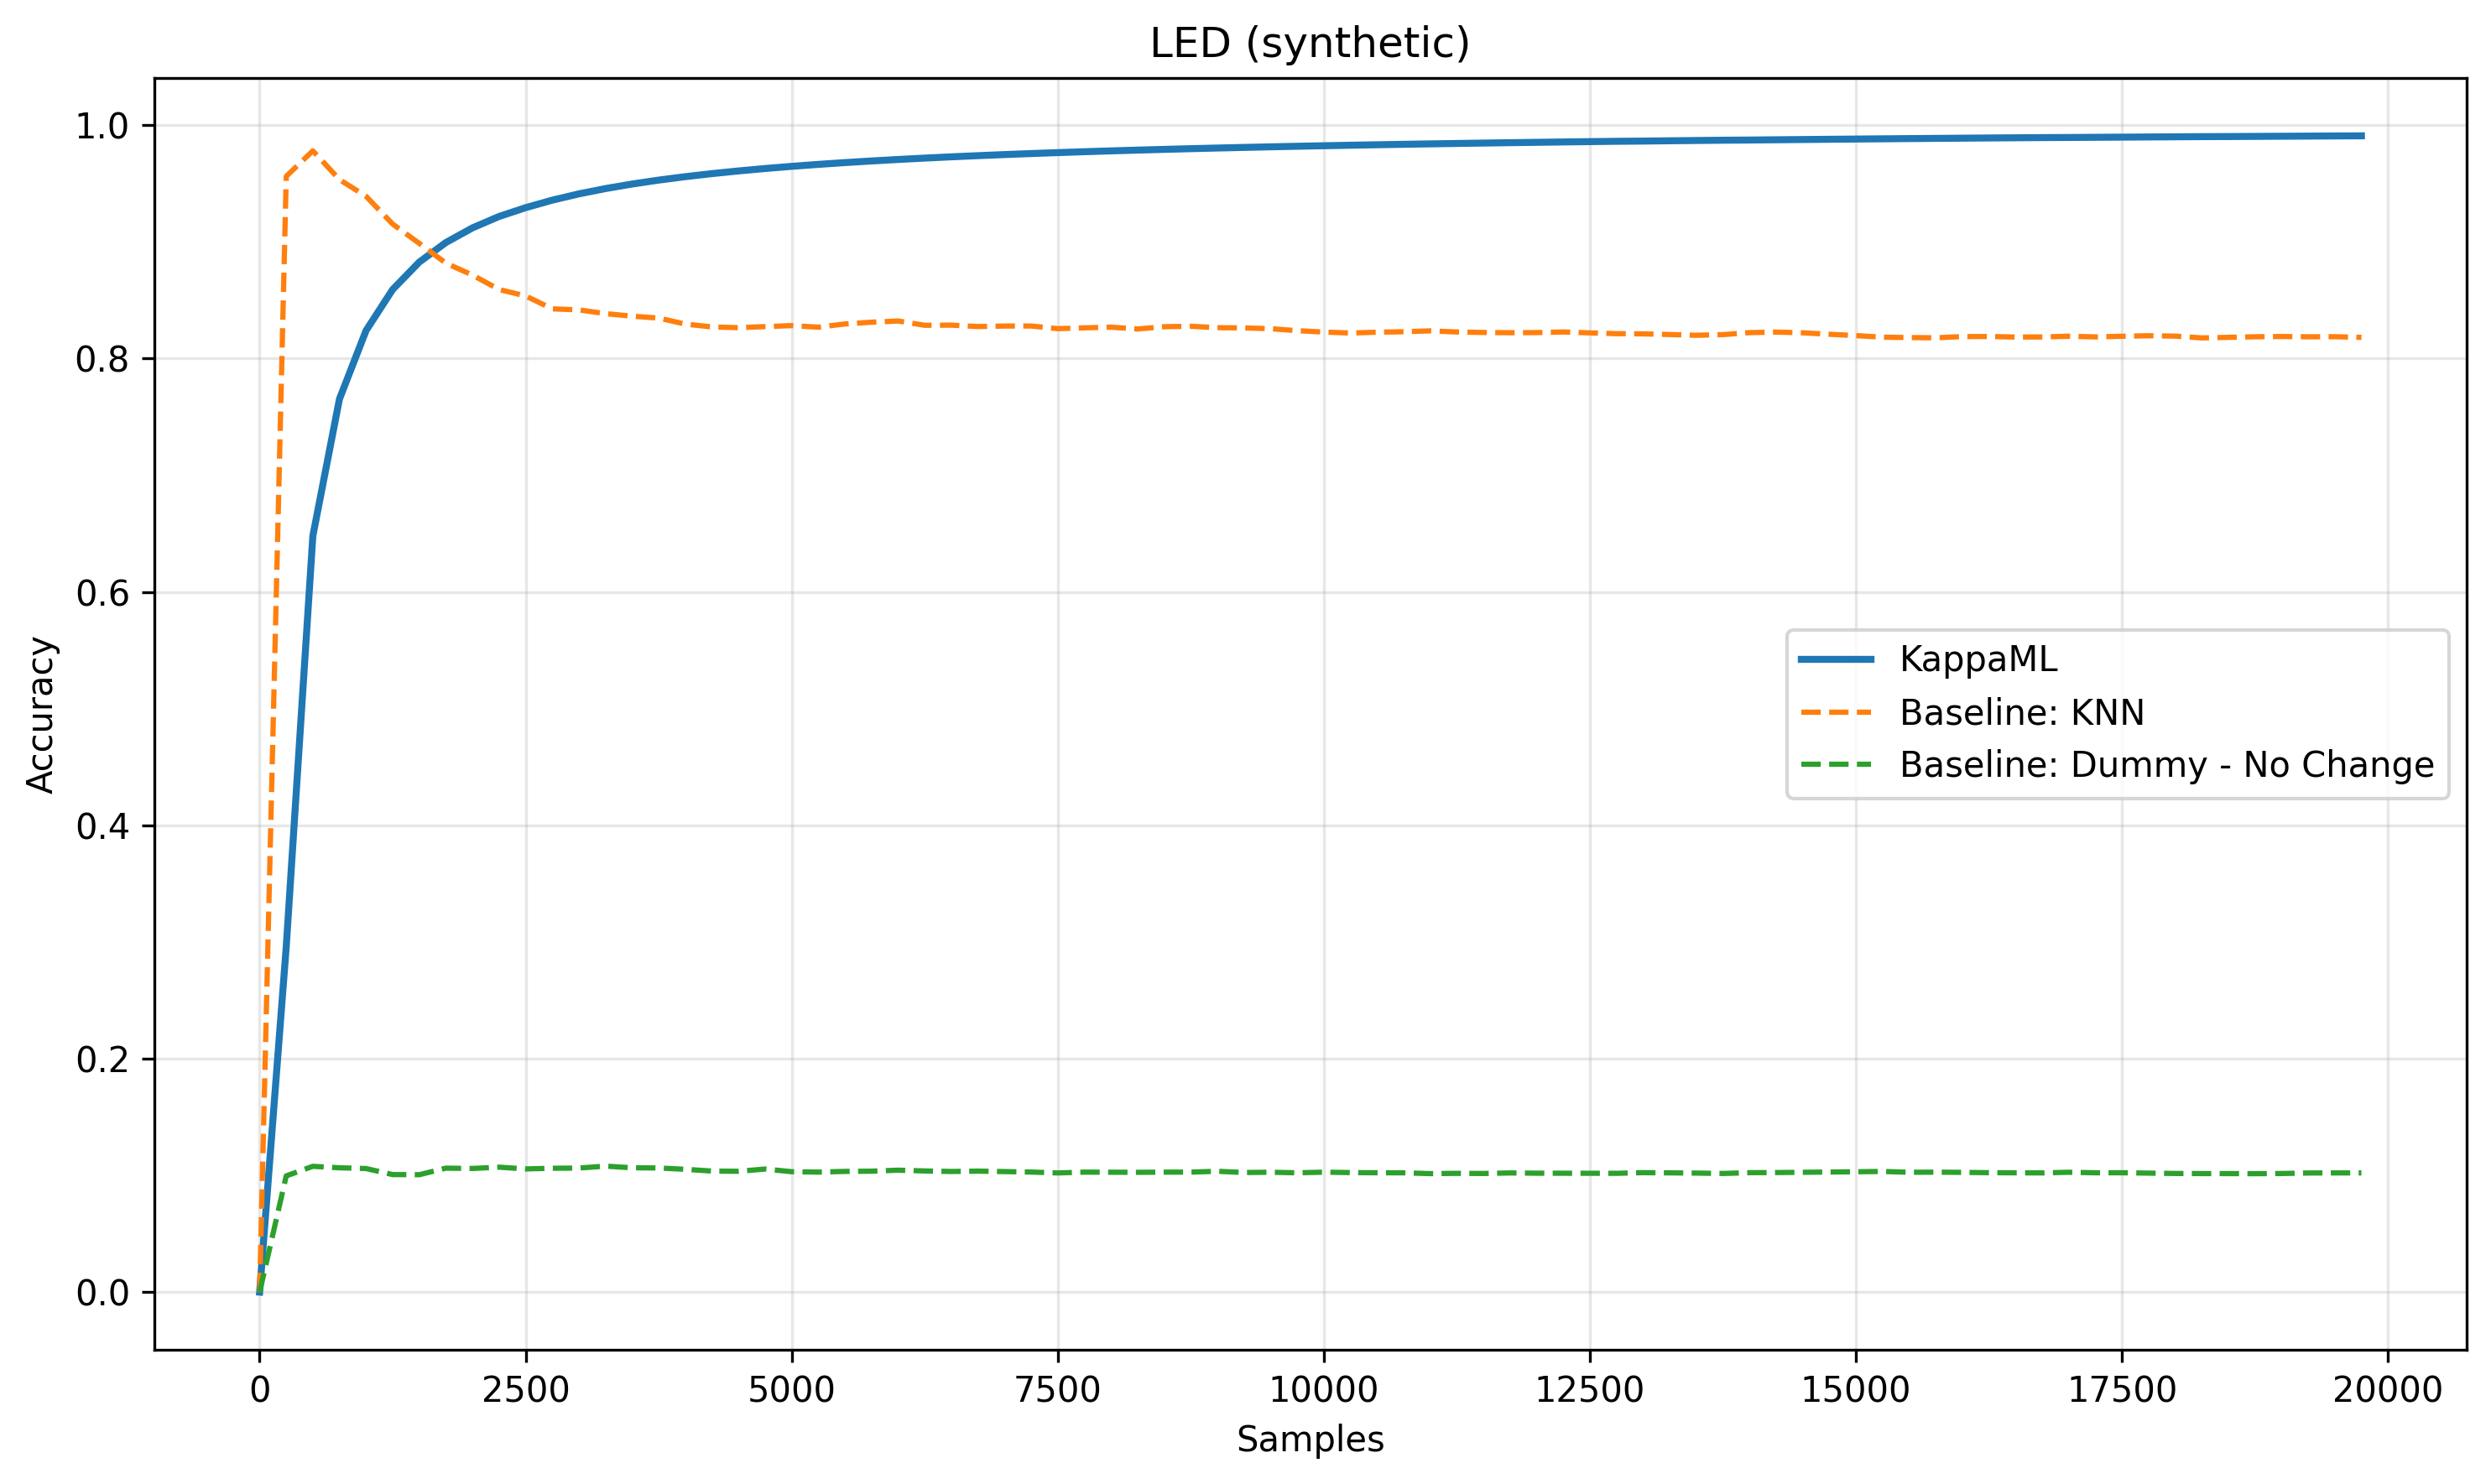 LED (synthetic)
1.0
0.8
0.6
0.4
0.2
0.0
Accuracy
KappaML
Baseline: KNN
Baseline: Dummy - No Change
0 2500 5000 7500 10000 12500 15000 17500 20000
Samples